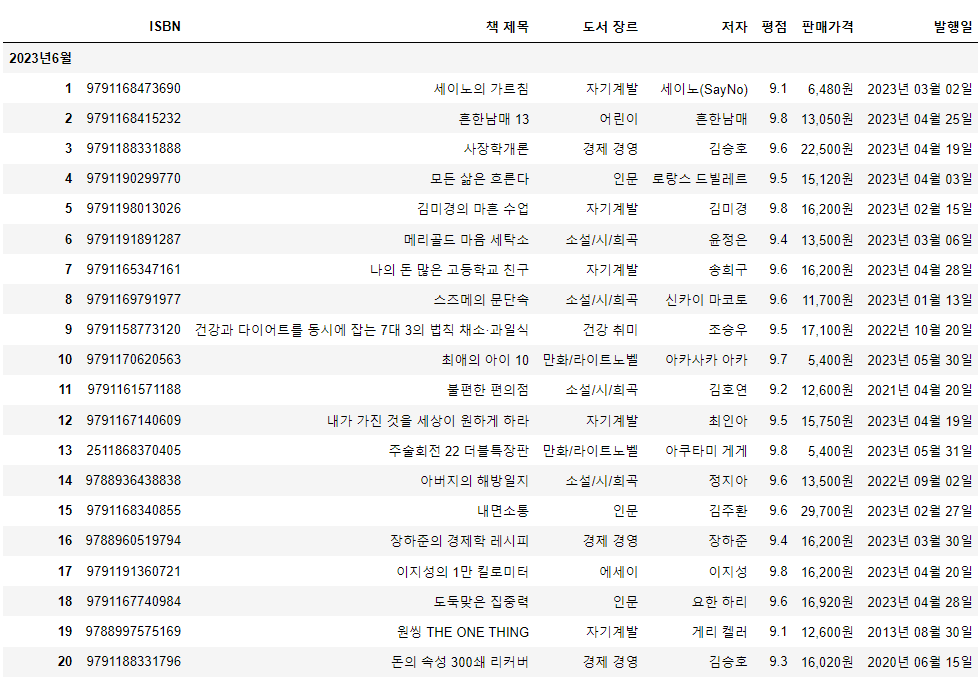 ISBN 책 제목 도서 장르 저자 평점 판매가격 발행일
2023년6월
1 9791168473690 세이노의 가르침 자기계발 세이노(SayNo) 9.1 6,480원 2023년 03월 02일
2 9791168415232 흔한남매 13 어린이 흔한남매 9.8 13,050원 2023년 04월 25일
3 9791188331888 사장학개론 경제 경영 김승호 9.6 22,500원 2023년 04월 19일
4 9791190299770 모든 삶은 흐른다 인문 로랑스 드빌레르 9.5 15,120원 2023년 04월 03일
5 9791198013026 김미경의 마흔 수업 자기계발 김미경 9.8 16,200원 2023년 02월 15일
6 9791191891287 메리골드 마음 세탁소 소설/시/희곡 윤정은 9.4 13,500원 2023년 03월 06일
7 9791165347161 나의 돈 많은 고등학교 친구 자기계발 송희구 9.6 16,200원 2023년 04월 28일
8 9791169791977 스즈메의 문단속 소설/시/희곡 신카이 마코토 9.6 11,700원 2023년 01월 13일
9 9791158773120 건강과 다이어트를 동시에 잡는 7대 3의 법칙 채소·과일식 건강 취미 조승우 9.5 17,100원 2022년 10월 20일
10 9791170620563 최애의 아이 10 만화/라이트노벨 아카사카 아카 9.7 5,400원 2023년 05월 30일
11 9791161571188 불편한 편의점 소설/시/희곡 김호연 9.2 12,600원 2021년 04월 20일
12 9791167140609 내가 가진 것을 세상이 원하게 하라 자기계발 최인아 9.5 15,750원 2023년 04월 19일
13 2511868370405 주술회전 22 더블특장판 만화/라이트노벨 아쿠타미 게게 9.8 5,400원 2023년 05월 31일
14 9788936438838 아버지의 해방일지 소설/시/희곡 정지아 9.6 13,500원 2022년 09월 02일
15 9791168340855 내면소통 인문 김주환 9.6 29,700원 2023년 02월 27일
16 9788960519794 장하준의 경제학 레시피 경제 경영 장하준 9.4 16,200원 2023년 03월 30일
17 9791191360721 이지성의 1만 킬로미터 에세이 이지성 9.8 16,200원 2023년 04월 20일
18 9791167740984 도둑맞은 집중력 인문 요한 하리 9.6 16,920원 2023년 04월 28일
19 9788997575169 원씽 THE ONE THING 자기계발 게리 켈러 9.1 12,600원 2013년 08월 30일
20 9791188331796 돈의 속성 300쇄 리커버 경제 경영 김승호 9.3 16,020원 2020년 06월 15일